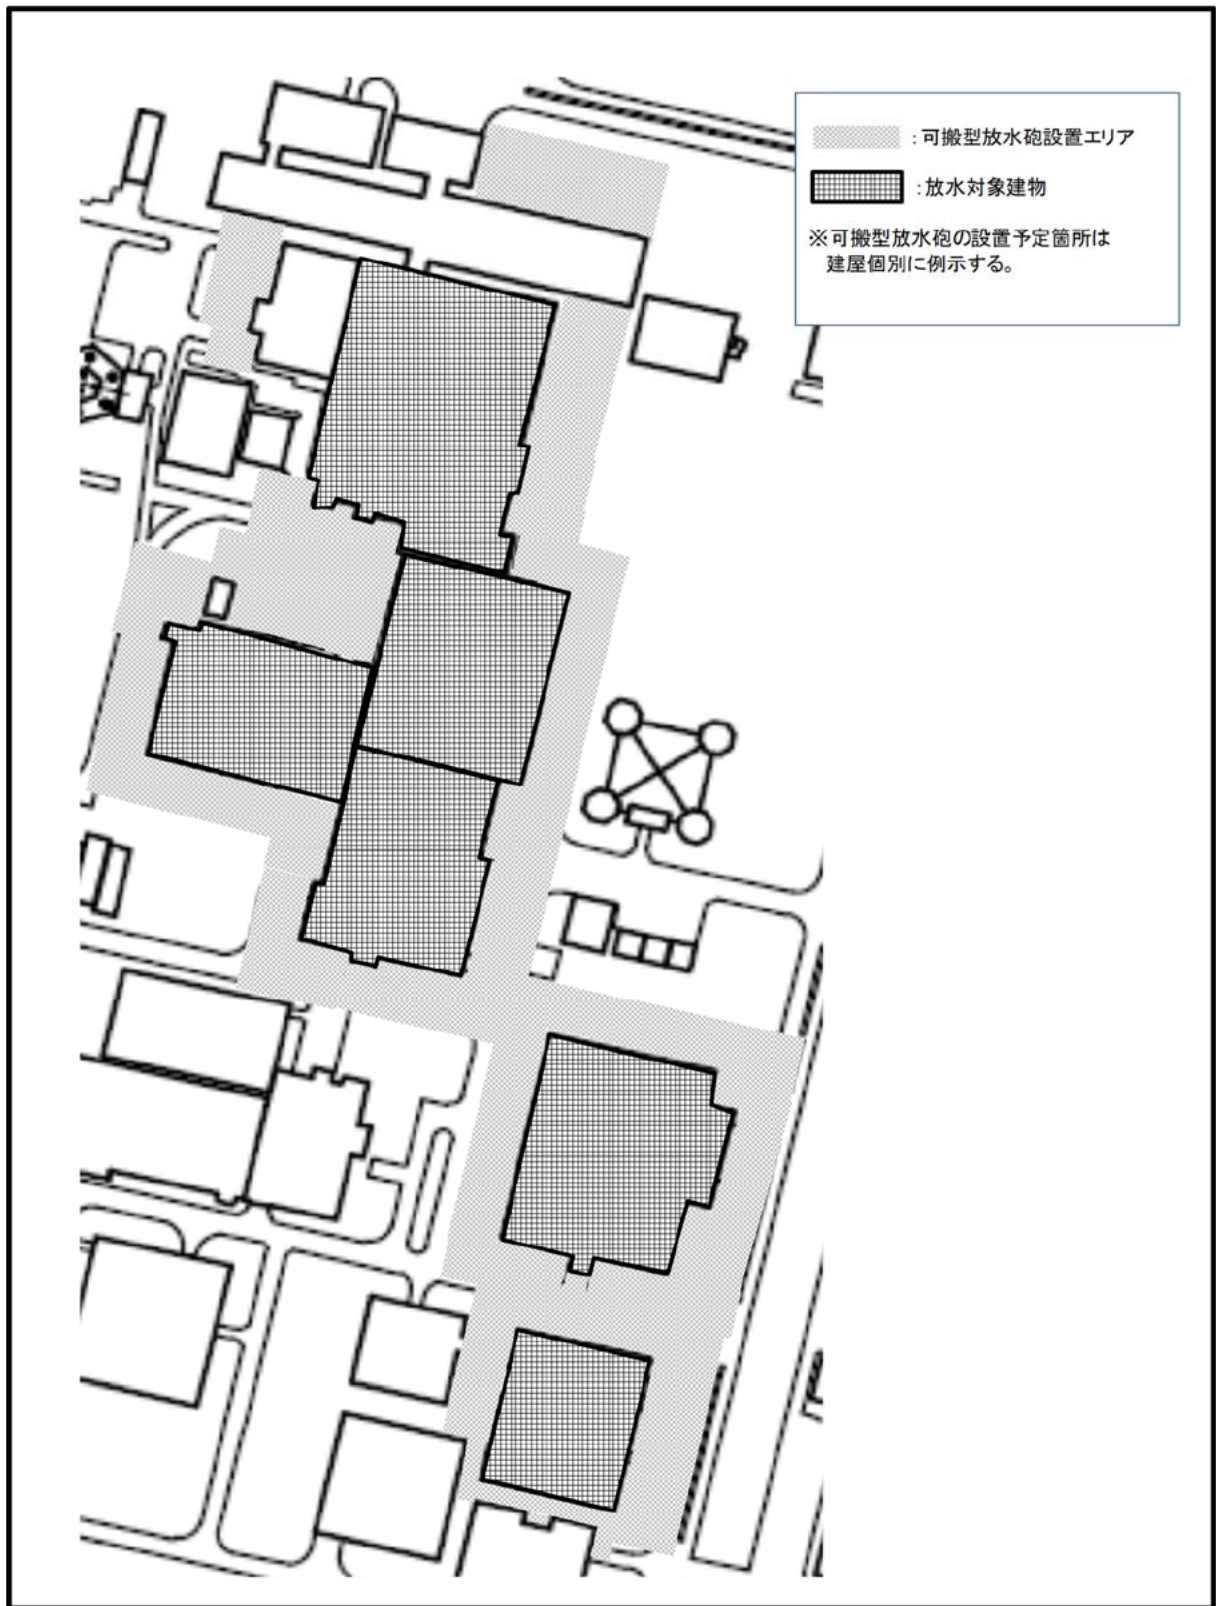 ：可搬型放水砲設置エリア
：放水対象建物
※可搬型放水砲の設置予定箇所は
建屋個別に例示する。